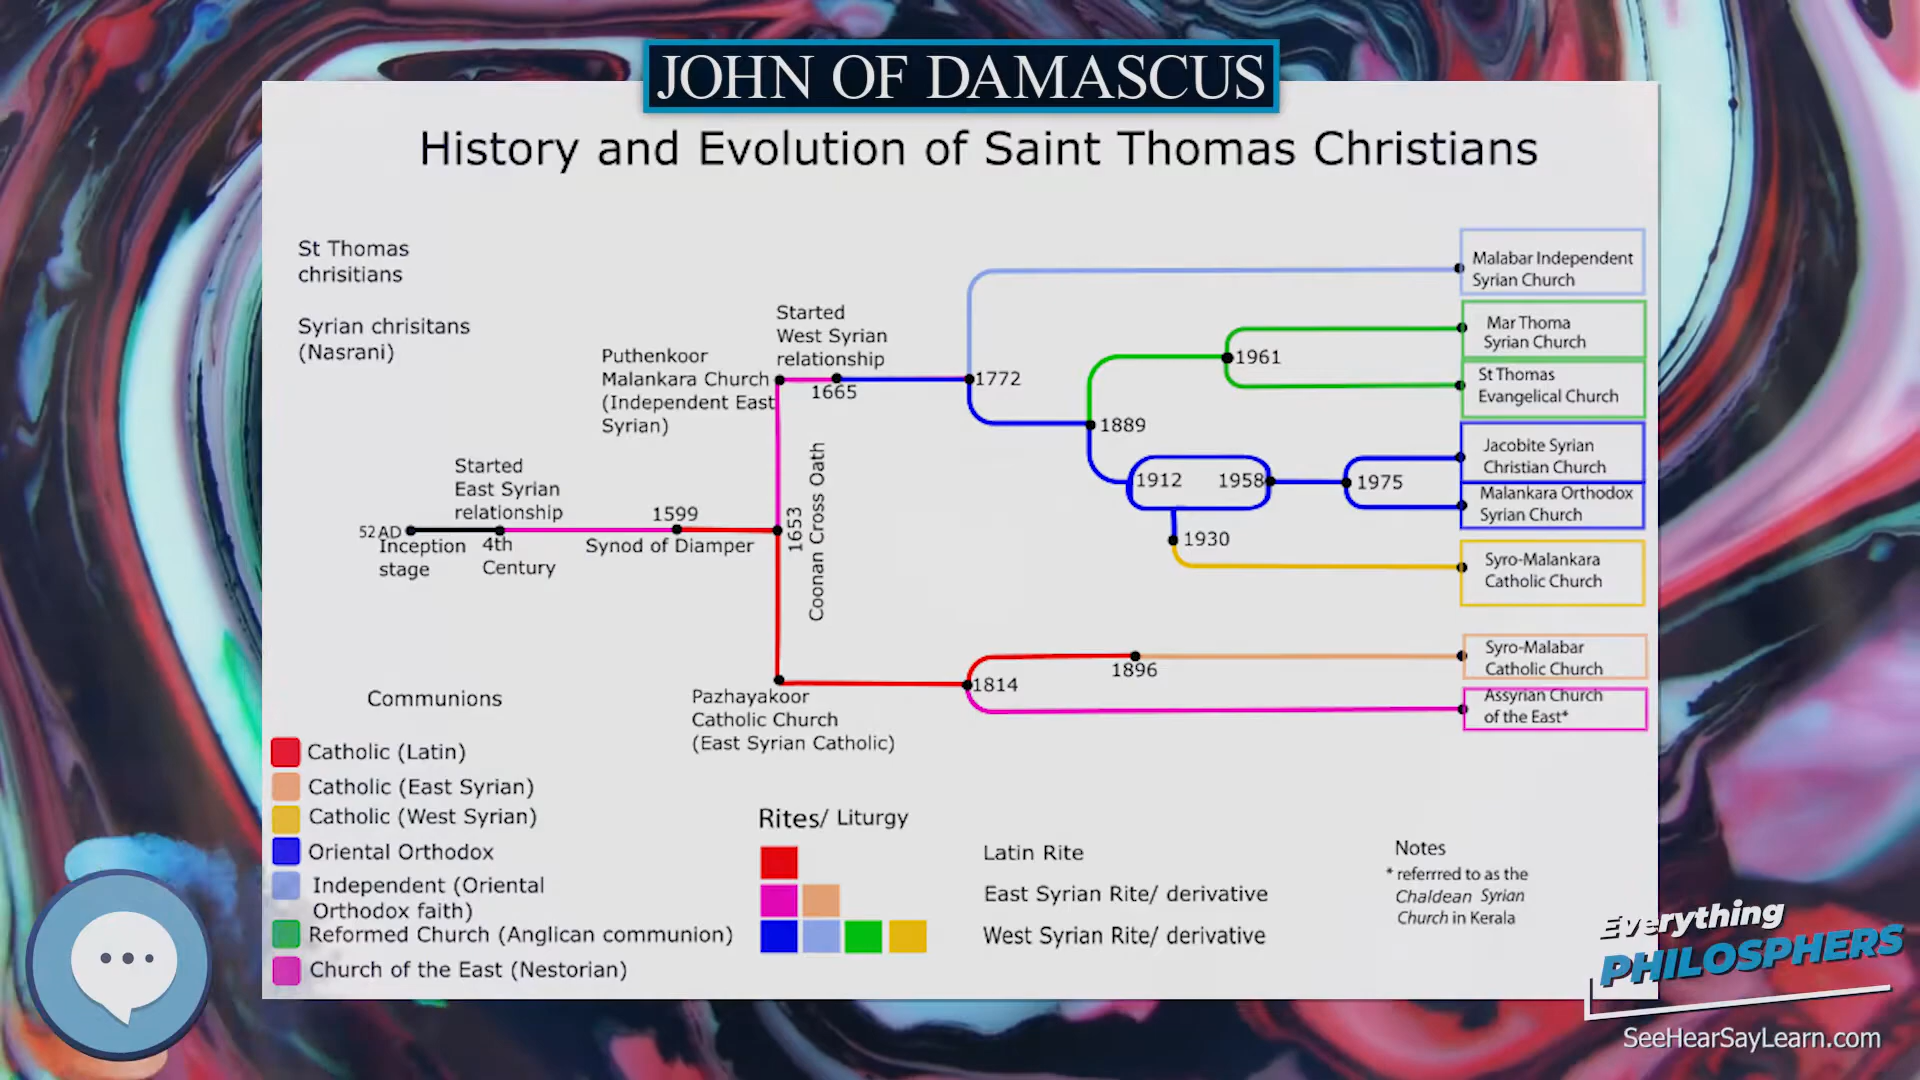 JOHN OF DAMASCUS
History and Evolution of Saint Thomas Christians
St Thomas
chrisitians
Syrian chrisitans
(Nasrani)
Started
East Syrian
relationship
52 AD
Inception
stage
4th
Century
1599
Synod of Diamper
1653
Coonan Cross Oath
Puthenkoor
Malankara Church
(Independent East
Syrian)
Started
West Syrian
relationship
1665
1772
1889
1961
1912
1958
1975
1930
Pazhayakoor
Catholic Church
(East Syrian Catholic)
1814
1896
Malabar Independent
Syrian Church
Mar Thoma
Syrian Church
St Thomas
Evangelical Church
Jacobite Syrian
Christian Church
Malankara Orthodox
Syrian Church
Syro-Malankara
Catholic Church
Syro-Malabar
Catholic Church
Assyrian Church
of the East*
Communions
Catholic (Latin)
Catholic (East Syrian)
Catholic (West Syrian)
Oriental Orthodox
Independent (Oriental
Orthodox faith)
Reformed Church (Anglican communion)
Church of the East (Nestorian)
Rites/ Liturgy
Latin Rite
East Syrian Rite/ derivative
West Syrian Rite/ derivative
Notes
* referrred to as the
Chaldean Syrian
Church in Kerala
Everything
PHILOSPHERS
SeeHearSayLearn.com